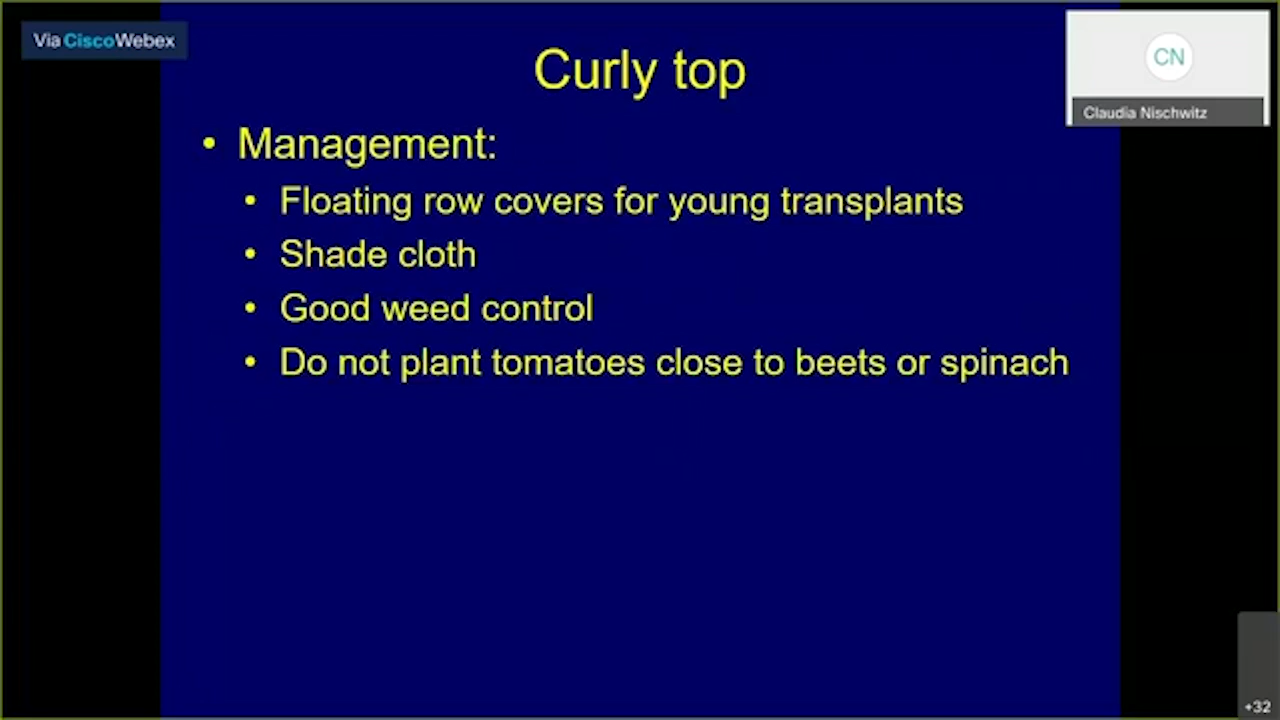 Via CiscoWebex
CN
Claudia Nischwitz
Curly top
• Management:
• Floating row covers for young transplants
• Shade cloth
• Good weed control
• Do not plant tomatoes close to beets or spinach
+32